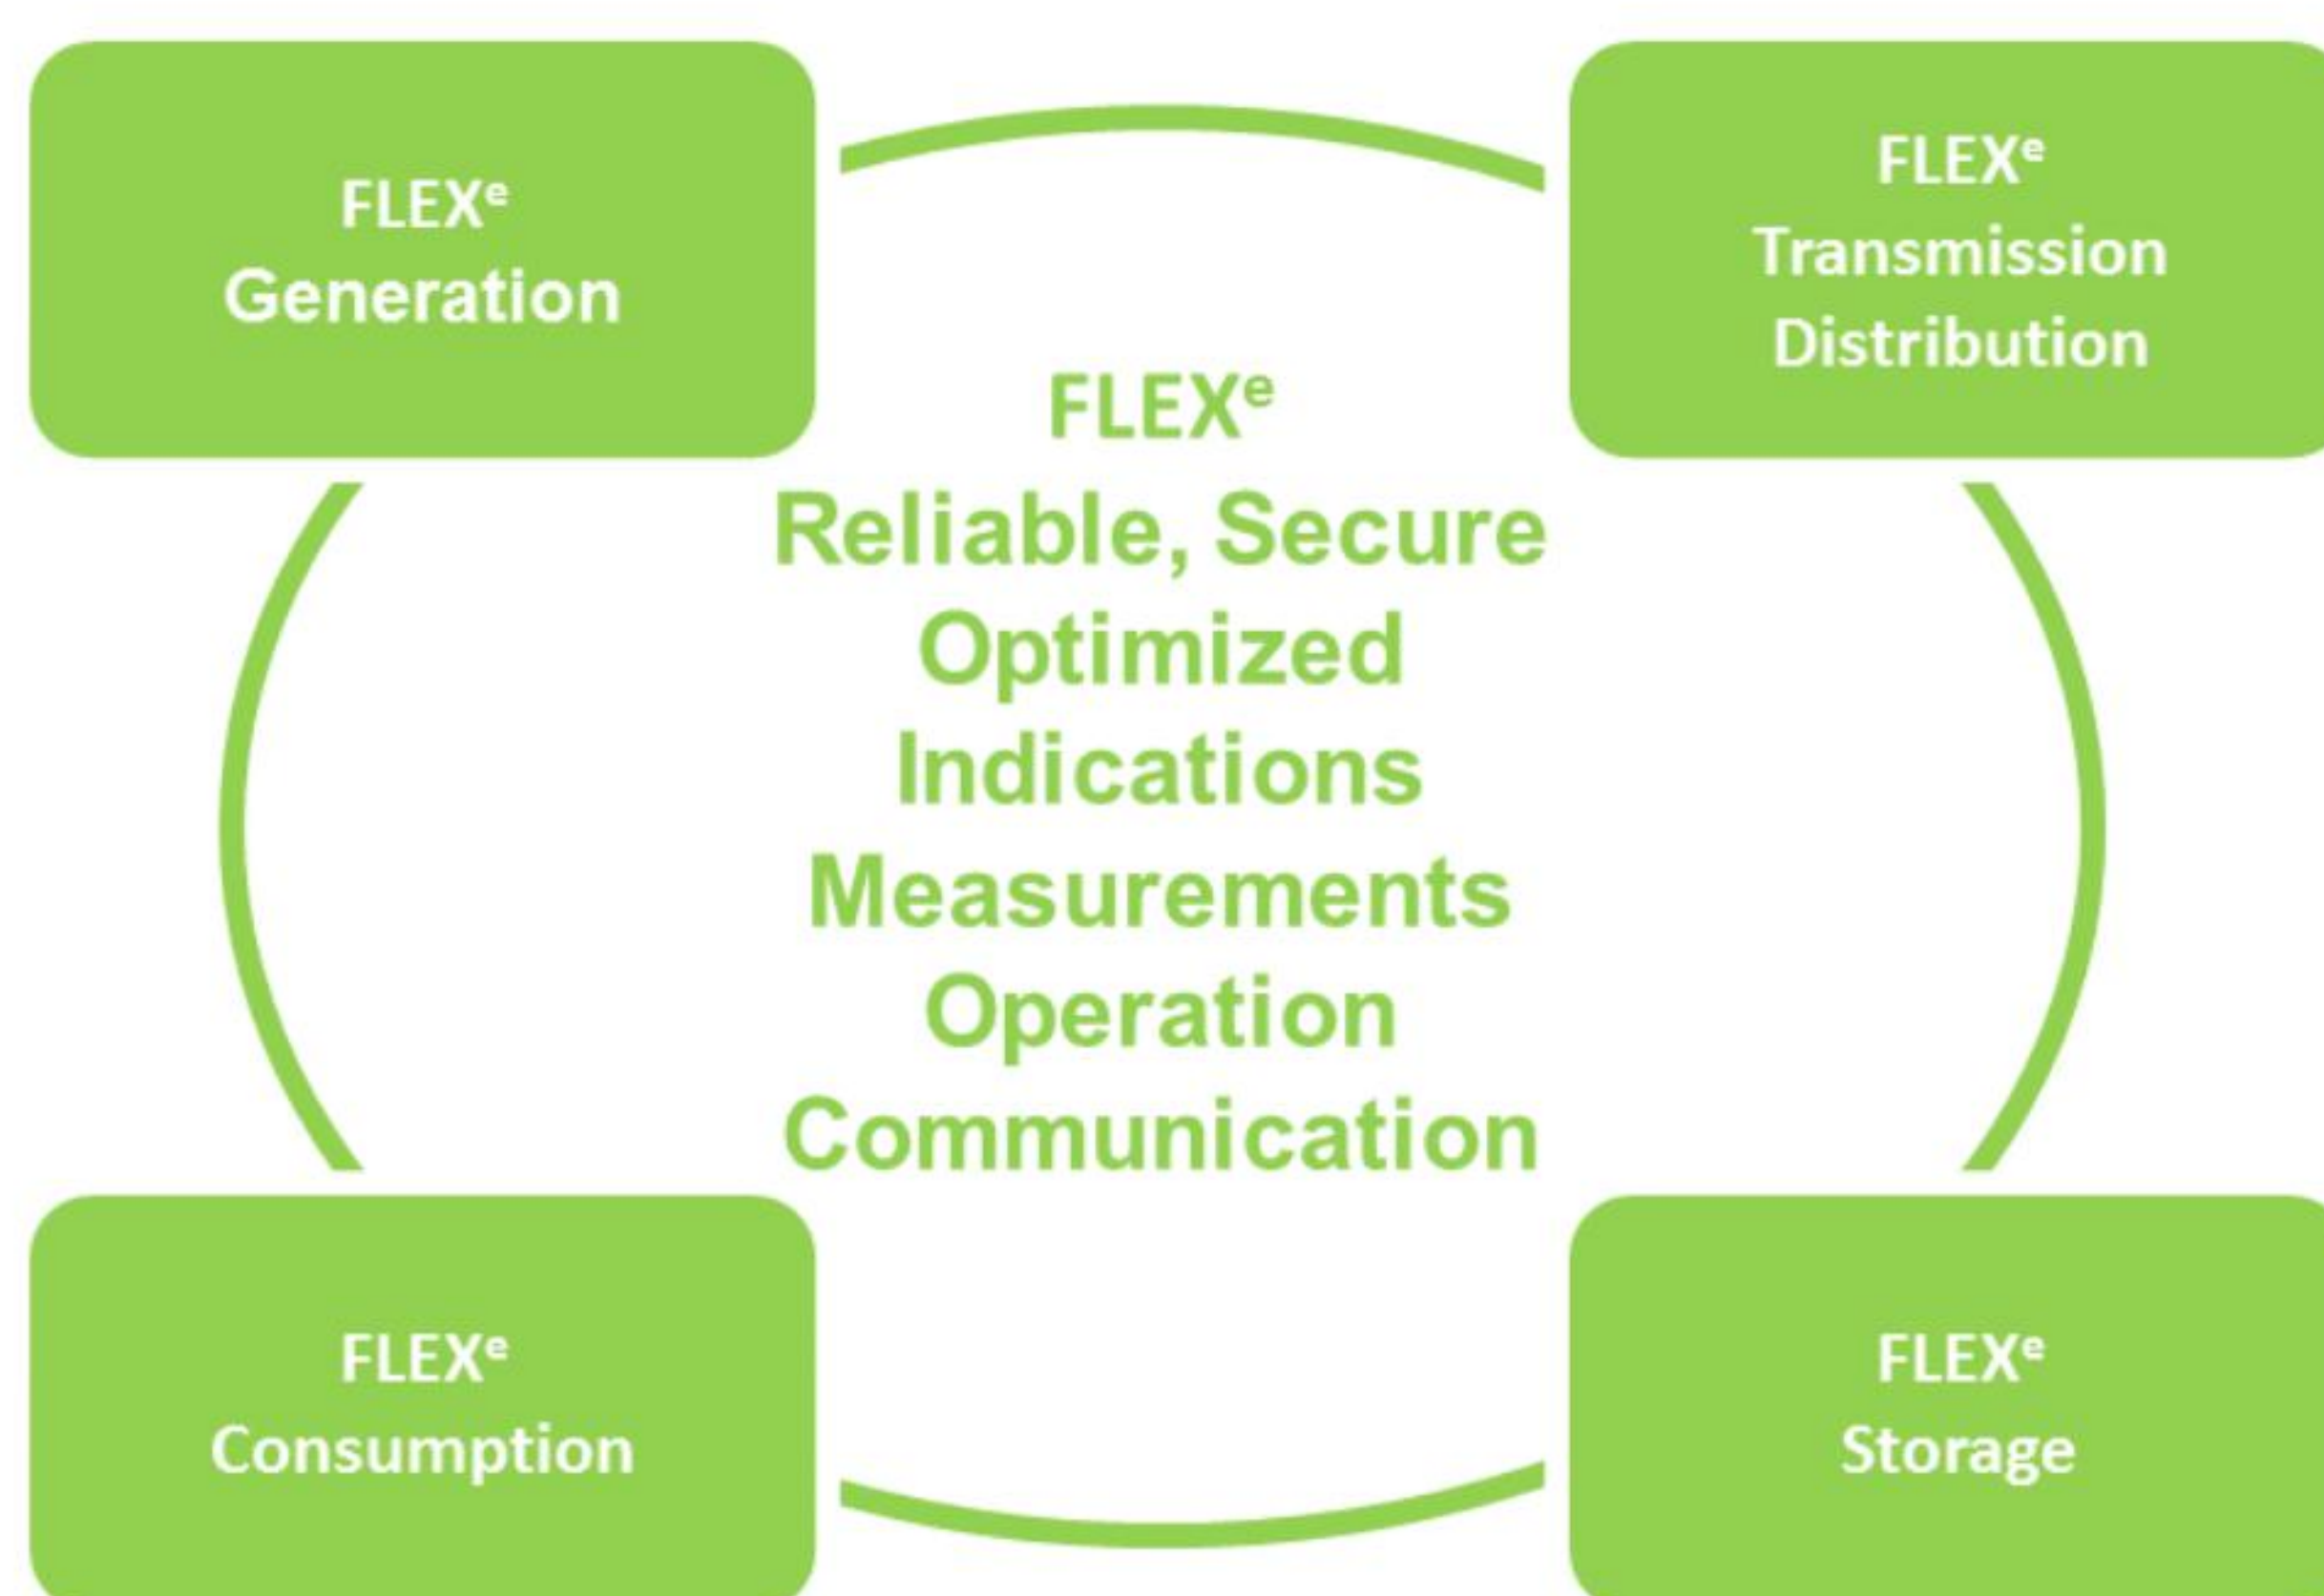 FLEXᵉ
Generation
FLEXᵉ
Transmission
Distribution
FLEXᵉ
Reliable, Secure
Optimized
Indications
Measurements
Operation
Communication
FLEXᵉ
Consumption
FLEXᵉ
Storage